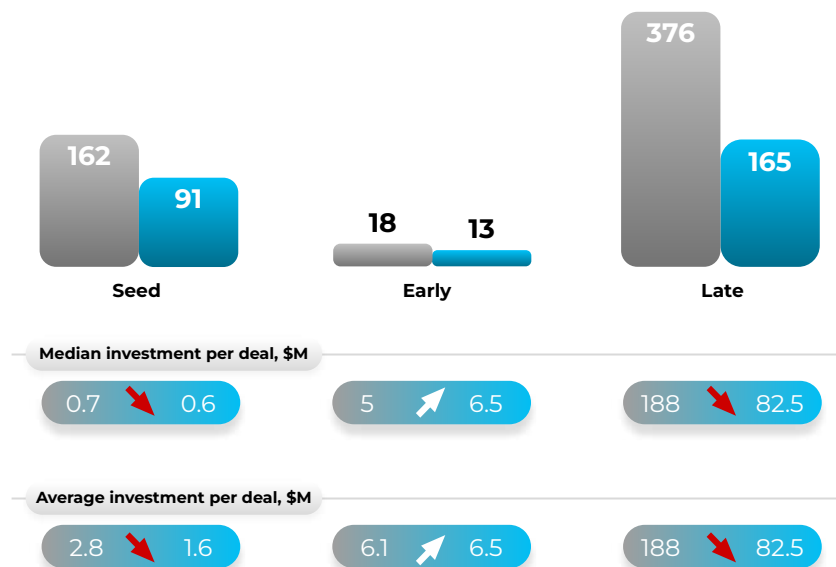 376
162
165
91
18
13
Seed Early Late
Median investment per deal, $M
0.7 0.6 5 6.5 188 82.5
Average investment per deal, $M
2.8 1.6 6.1 6.5 188 82.5